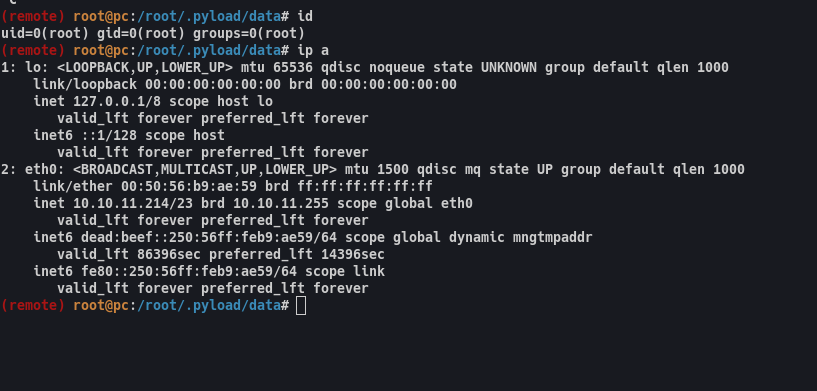 (remote) root@pc:/root/.pyload/data# id
uid=0(root) gid=0(root) groups=0(root)
(remote) root@pc:/root/.pyload/data# ip a
1: lo: <LOOPBACK,UP,LOWER_UP> mtu 65536 qdisc noqueue state UNKNOWN group default qlen 1000
    link/loopback 00:00:00:00:00:00 brd 00:00:00:00:00:00
    inet 127.0.0.1/8 scope host lo
       valid_lft forever preferred_lft forever
    inet6 ::1/128 scope host
       valid_lft forever preferred_lft forever
2: eth0: <BROADCAST,MULTICAST,UP,LOWER_UP> mtu 1500 qdisc mq state UP group default qlen 1000
    link/ether 00:50:56:b9:ae:59 brd ff:ff:ff:ff:ff:ff
    inet 10.10.11.214/23 brd 10.10.11.255 scope global eth0
       valid_lft forever preferred_lft forever
    inet6 dead:beef::250:56ff:feb9:ae59/64 scope global dynamic mngtmpaddr
       valid_lft 86396sec preferred_lft 14396sec
    inet6 fe80::250:56ff:feb9:ae59/64 scope link
       valid_lft forever preferred_lft forever
(remote) root@pc:/root/.pyload/data#